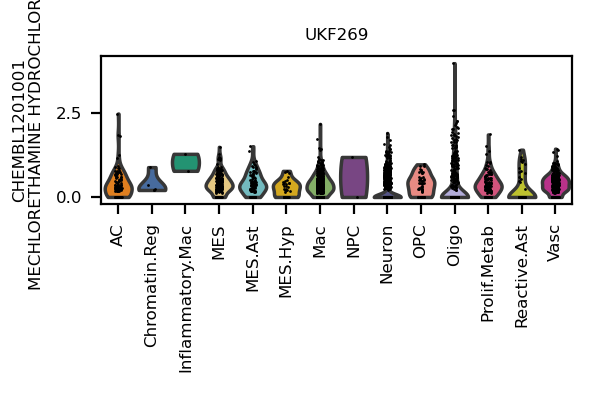 UKF269
CHEMBL1201001
MECHLORETHAMINE HYDROCHLOR
2.5
0.0
AC
Chromatin.Reg
Inflammatory.Mac
MES
MES.Ast
MES.Hyp
Mac
NPC
Neuron
OPC
Oligo
Prolif.Metab
Reactive.Ast
Vasc